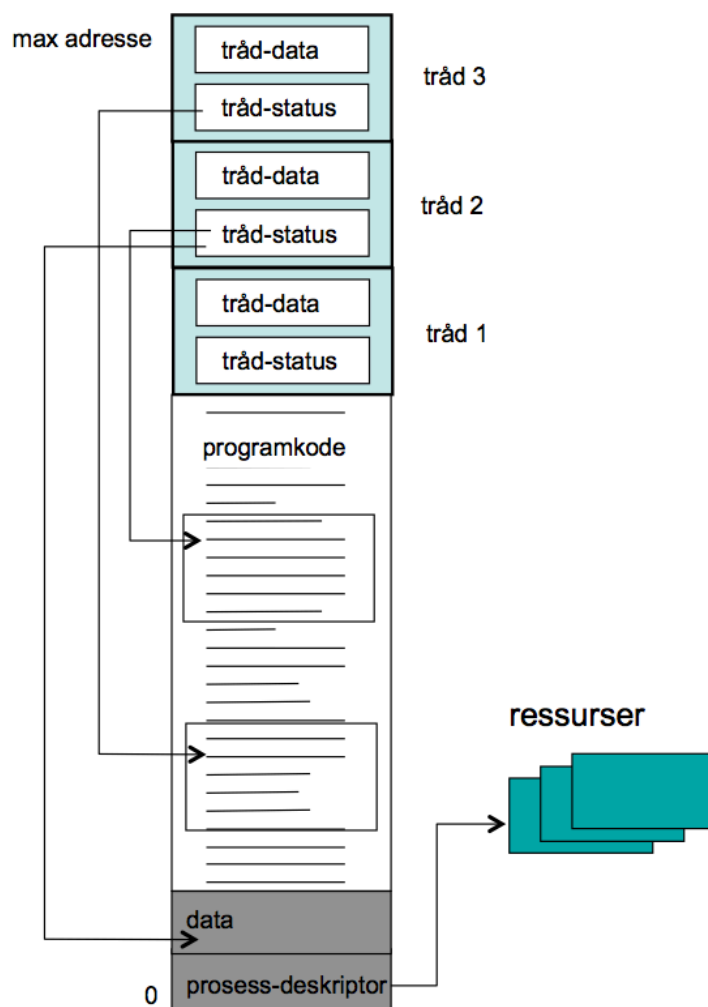 max adresse
tråd-data
tråd 3
tråd-status
tråd-data
tråd 2
tråd-status
tråd-data
tråd 1
tråd-status
programkode
ressurser
data
0
prosess-deskriptor